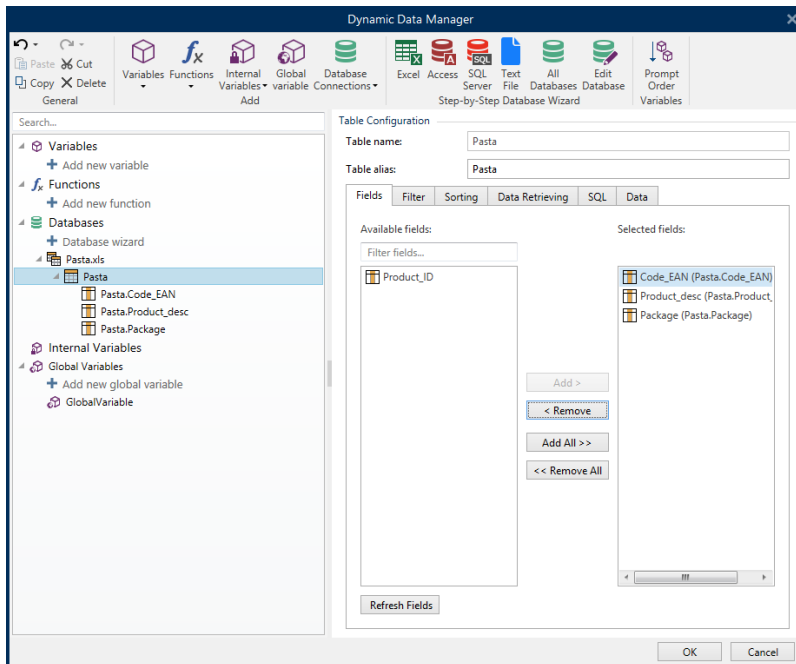 Dynamic Data Manager
Paste Cut
Copy Delete
General
Variables Functions Internal Variables Global variable Database Connections
Add
Excel Access SQL Server Text File All Databases Edit Database
Step-by-Step Database Wizard
Prompt Order
Variables
Search...
Variables
Add new variable
Functions
Add new function
Databases
Database wizard
Pasta.xls
Pasta
Pasta.Code_EAN
Pasta.Product_desc
Pasta.Package
Internal Variables
Global Variables
Add new global variable
GlobalVariable
Table Configuration
Table name: Pasta
Table alias: Pasta
Fields Filter Sorting Data Retrieving SQL Data
Available fields:
Filter fields...
Product_ID
Add >
< Remove
Add All >>
<< Remove All
Selected fields:
Code_EAN (Pasta.Code_EAN)
Product_desc (Pasta.Product_
Package (Pasta.Package)
Refresh Fields
OK Cancel